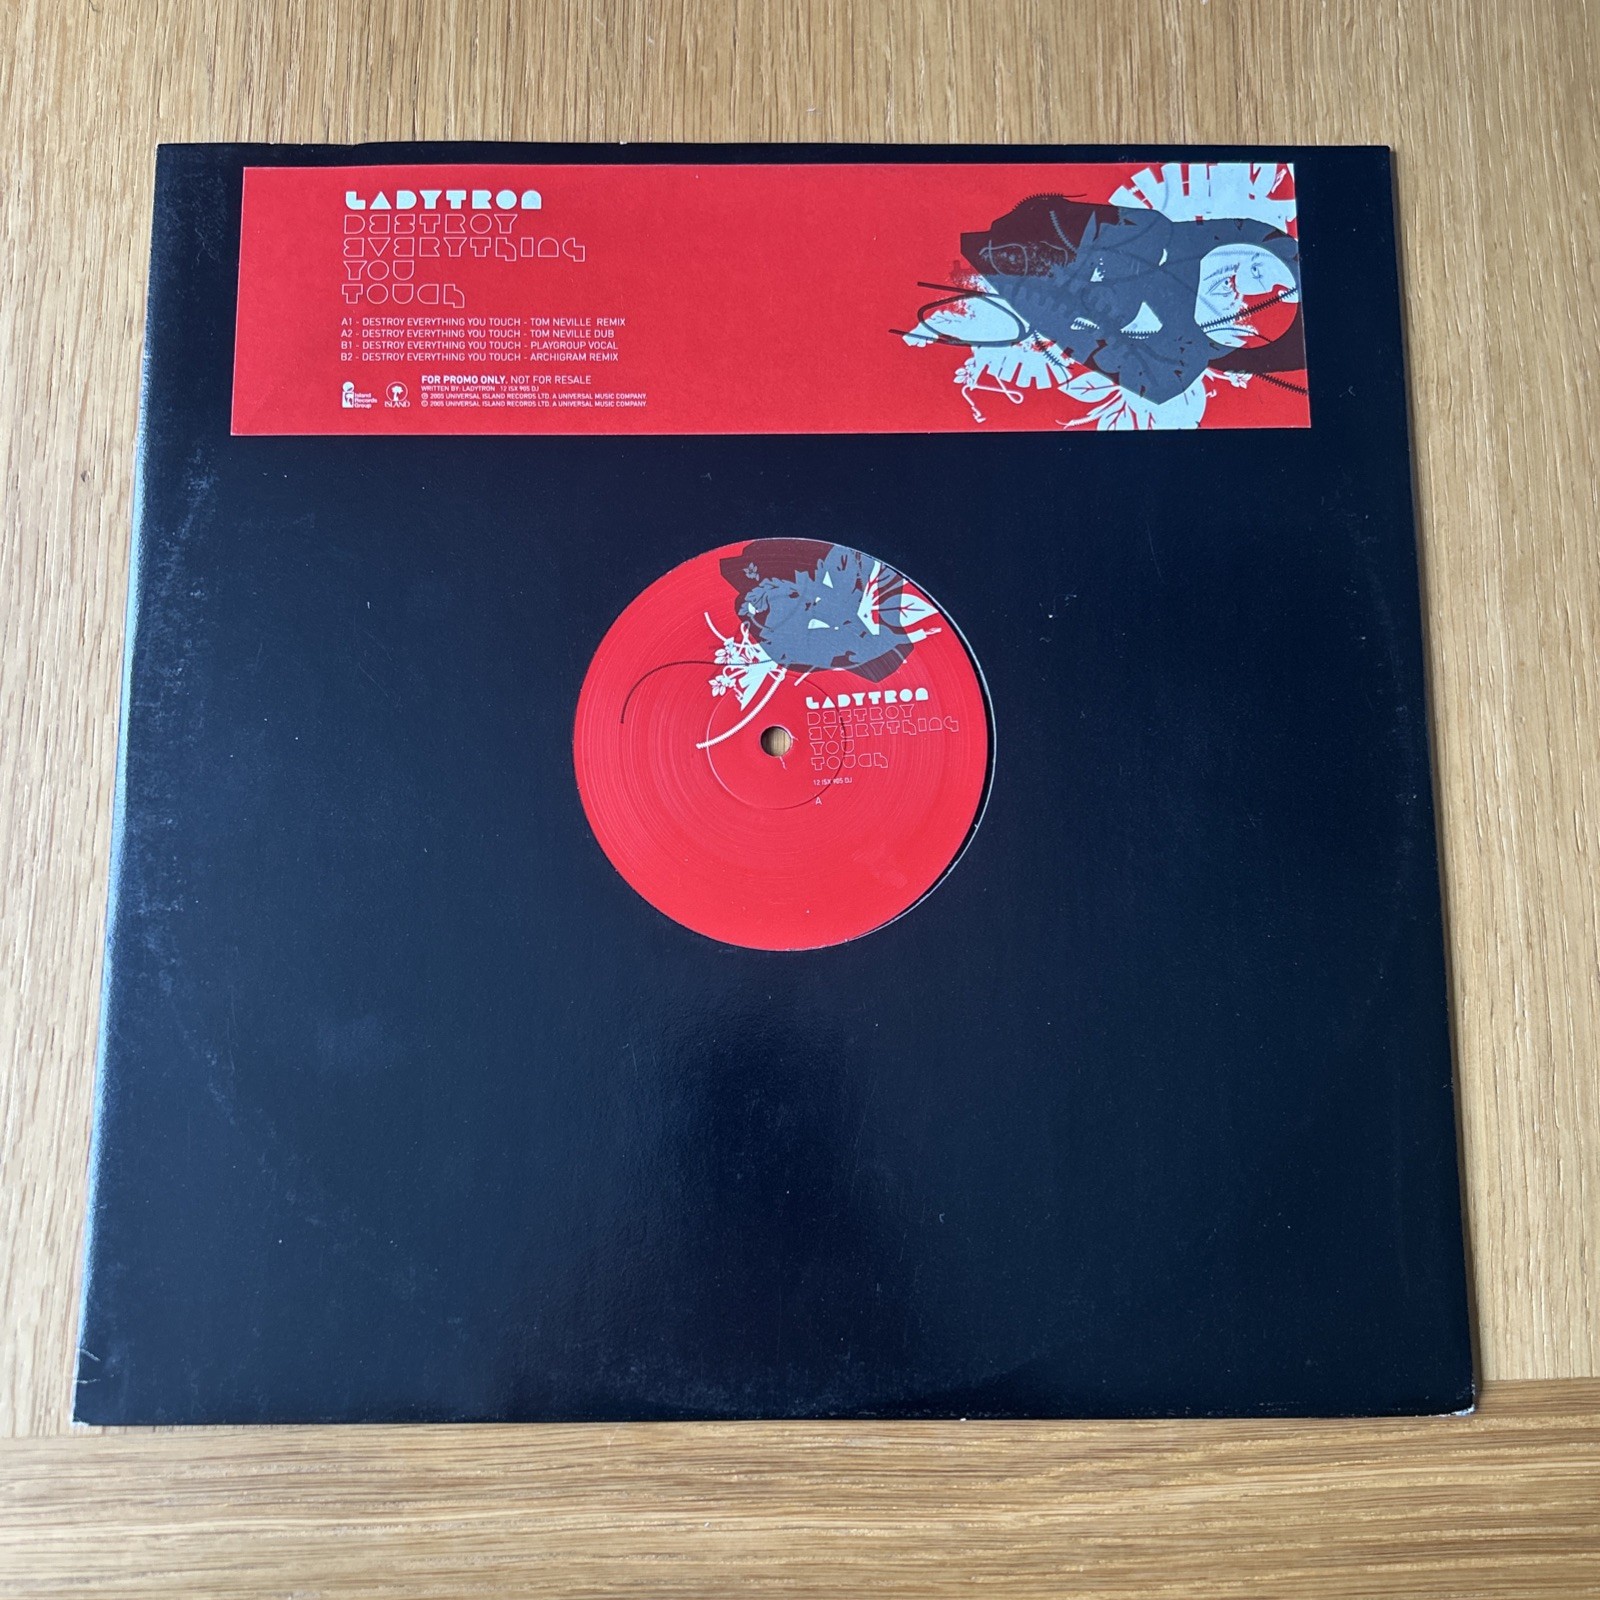 LADYTRON
DESTROY
EVERYTHING
YOU
TOUCH
A1 - DESTROY EVERYTHING YOU TOUCH - TOM NEVILLE REMIX
A2 - DESTROY EVERYTHING YOU TOUCH - TOM NEVILLE DUB
B1 - DESTROY EVERYTHING YOU TOUCH - PLAYGROUP VOCAL
B2 - DESTROY EVERYTHING YOU TOUCH - ARCHIGRAM REMIX
FOR PROMO ONLY. NOT FOR RESALE
WRITTEN BY: LADYTRON 12 ISX 905 DJ
℗ 2005 UNIVERSAL ISLAND RECORDS LTD. A UNIVERSAL MUSIC COMPANY.
© 2005 UNIVERSAL ISLAND RECORDS LTD. A UNIVERSAL MUSIC COMPANY.
Island
Records
Group
ISLAND
LADYTRON
DESTROY
EVERYTHING
YOU
TOUCH
12 ISX 905 DJ
A